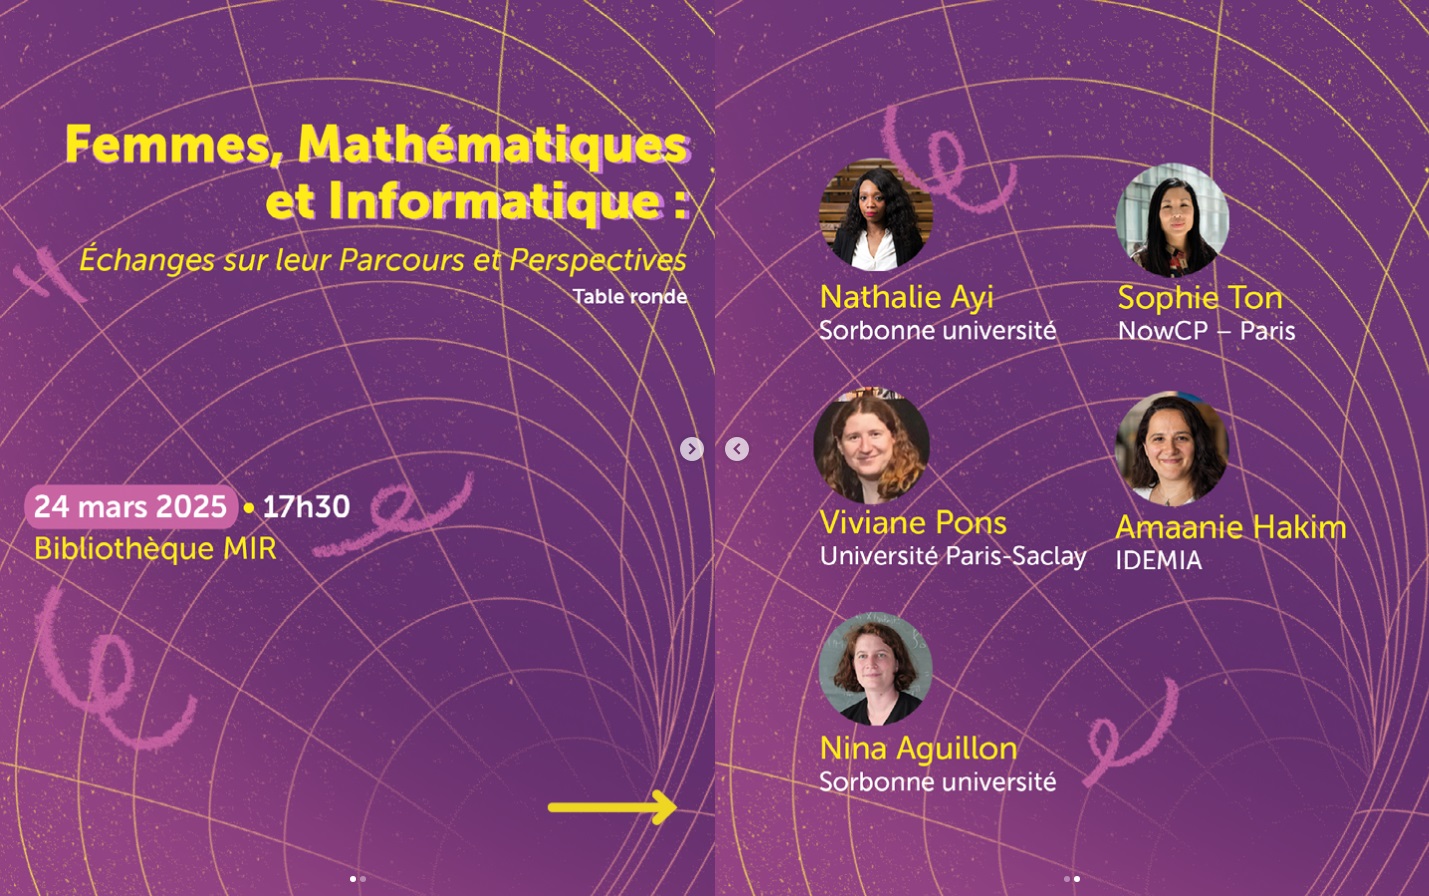 Femmes, Mathématiques
et Informatique :
Échanges sur leur Parcours et Perspectives
Table ronde
24 mars 2025 • 17h30
Bibliothèque MIR
Nathalie Ayi
Sorbonne université
Sophie Ton
NowCP – Paris
Viviane Pons
Université Paris-Saclay
Amaanie Hakim
IDEMIA
Nina Aguillon
Sorbonne université